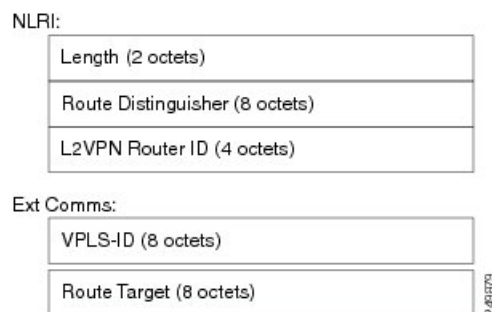 NLRI:
Length (2 octets)
Route Distinguisher (8 octets)
L2VPN Router ID (4 octets)
Ext Comms:
VPLS-ID (8 octets)
Route Target (8 octets)
249879